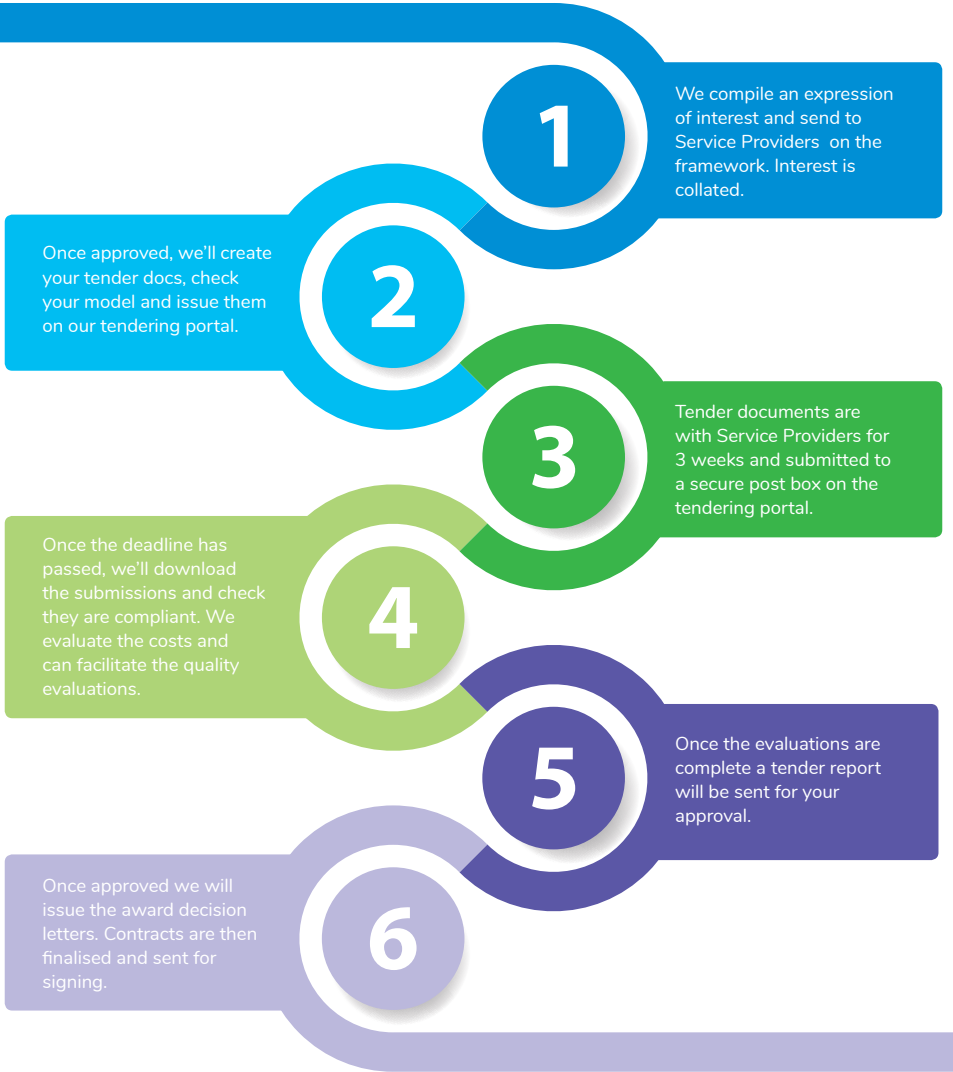 1
We compile an expression
of interest and send to
Service Providers  on the
framework. Interest is
collated.
2
Once approved, we'll create
your tender docs, check
your model and issue them
on our tendering portal.
3
Tender documents are
with Service Providers for
3 weeks and submitted to
a secure post box on the
tendering portal.
4
Once the deadline has
passed, we'll download
the submissions and check
they are compliant. We
evaluate the costs and
can facilitate the quality
evaluations.
5
Once the evaluations are
complete a tender report
will be sent for your
approval.
6
Once approved we will
issue the award decision
letters. Contracts are then
finalised and sent for
signing.